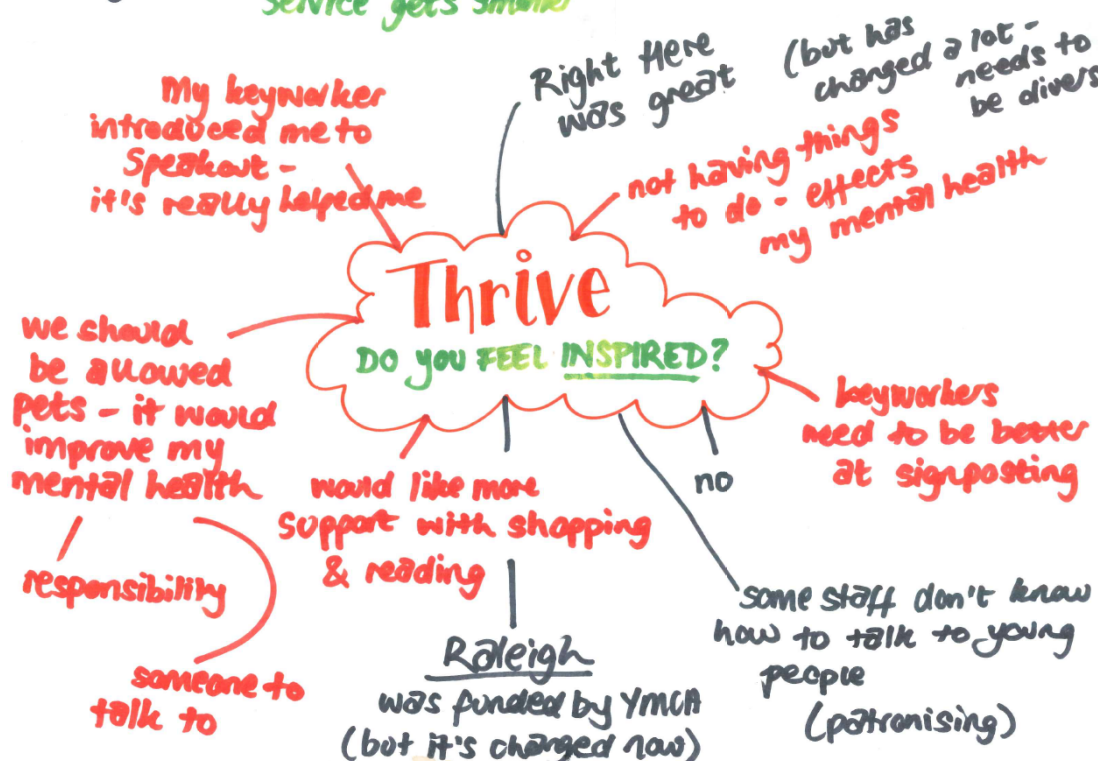 service gets smaller
Right Here
was great
(but has
changed a lot -
needs to
be divers
My keyworker
introduced me to
Speakout -
it's really helped me
not having things
to do - effects
my mental health
Thrive
DO YOU FEEL INSPIRED?
we should
be allowed
pets - it would
improve my
mental health
responsibility
someone to
talk to
would like more
support with shopping
& reading
Raleigh
was funded by YMCA
(but it's changed now)
no
keyworkers
need to be better
at signposting
some staff don't know
how to talk to young
people
(patronising)